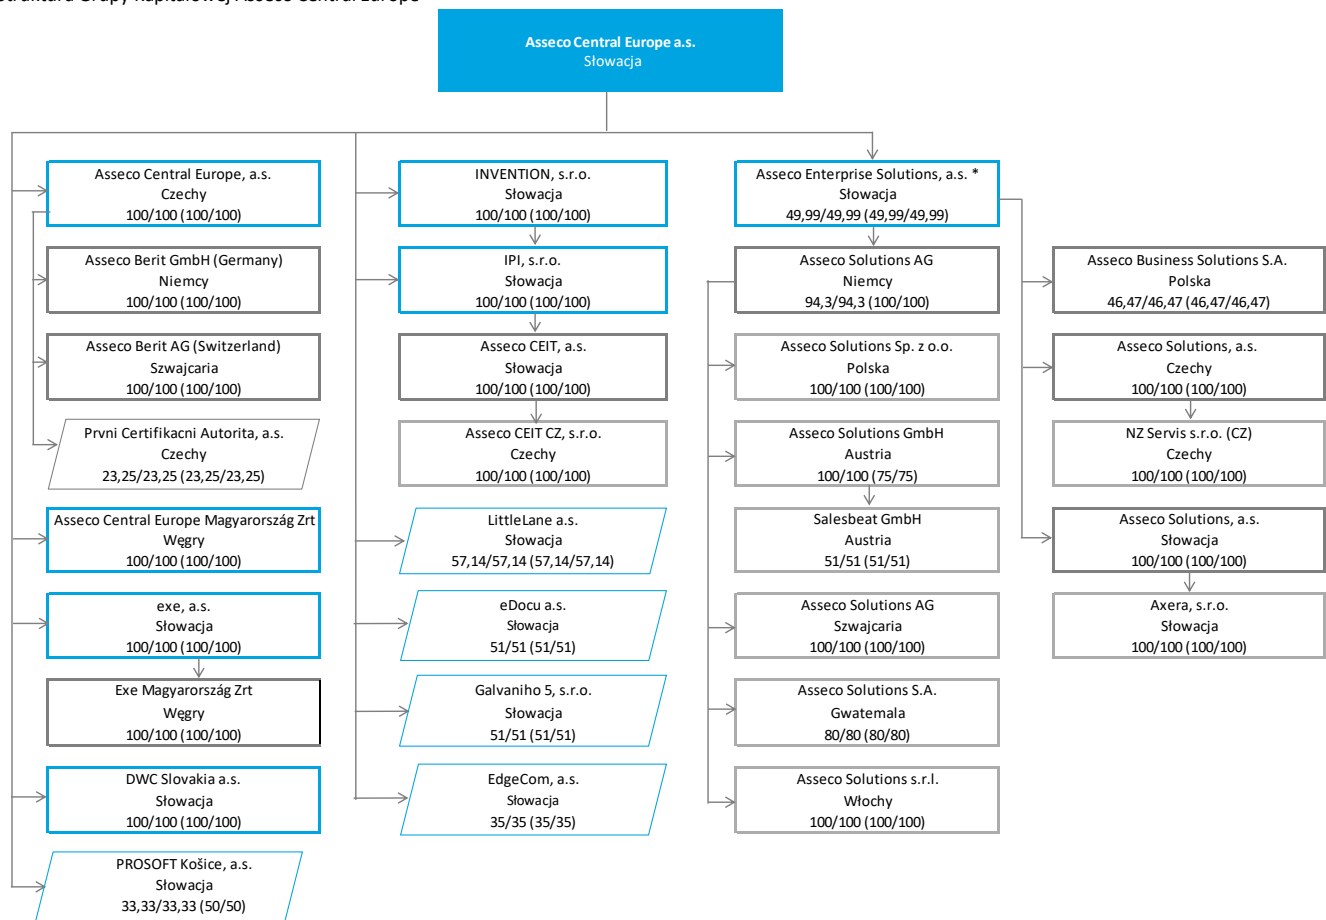 Struktura Grupy Kapitałowej Asseco Central Europe
Asseco Central Europe a.s.
Słowacja
Asseco Central Europe, a.s.
Czechy
100/100 (100/100)
Asseco Berit GmbH (Germany)
Niemcy
100/100 (100/100)
Asseco Berit AG (Switzerland)
Szwajcaria
100/100 (100/100)
Prvni Certifikacni Autorita, a.s.
Czechy
23,25/23,25 (23,25/23,25)
Asseco Central Europe Magyarország Zrt
Węgry
100/100 (100/100)
exe, a.s.
Słowacja
100/100 (100/100)
Exe Magyarország Zrt
Węgry
100/100 (100/100)
DWC Slovakia a.s.
Słowacja
100/100 (100/100)
PROSOFT Košice, a.s.
Słowacja
33,33/33,33 (50/50)
INVENTION, s.r.o.
Słowacja
100/100 (100/100)
IPI, s.r.o.
Słowacja
100/100 (100/100)
Asseco CEIT, a.s.
Słowacja
100/100 (100/100)
Asseco CEIT CZ, s.r.o.
Czechy
100/100 (100/100)
LittleLane a.s.
Słowacja
57,14/57,14 (57,14/57,14)
eDocu a.s.
Słowacja
51/51 (51/51)
Galvaniho 5, s.r.o.
Słowacja
51/51 (51/51)
EdgeCom, a.s.
Słowacja
35/35 (35/35)
Asseco Enterprise Solutions, a.s. *
Słowacja
49,99/49,99 (49,99/49,99)
Asseco Solutions AG
Niemcy
94,3/94,3 (100/100)
Asseco Solutions Sp. z o.o.
Polska
100/100 (100/100)
Asseco Solutions GmbH
Austria
100/100 (75/75)
Salesbeat GmbH
Austria
51/51 (51/51)
Asseco Solutions AG
Szwajcaria
100/100 (100/100)
Asseco Solutions S.A.
Gwatemala
80/80 (80/80)
Asseco Solutions s.r.l.
Włochy
100/100 (100/100)
Asseco Business Solutions S.A.
Polska
46,47/46,47 (46,47/46,47)
Asseco Solutions, a.s.
Czechy
100/100 (100/100)
NZ Servis s.r.o. (CZ)
Czechy
100/100 (100/100)
Asseco Solutions, a.s.
Słowacja
100/100 (100/100)
Axera, s.r.o.
Słowacja
100/100 (100/100)